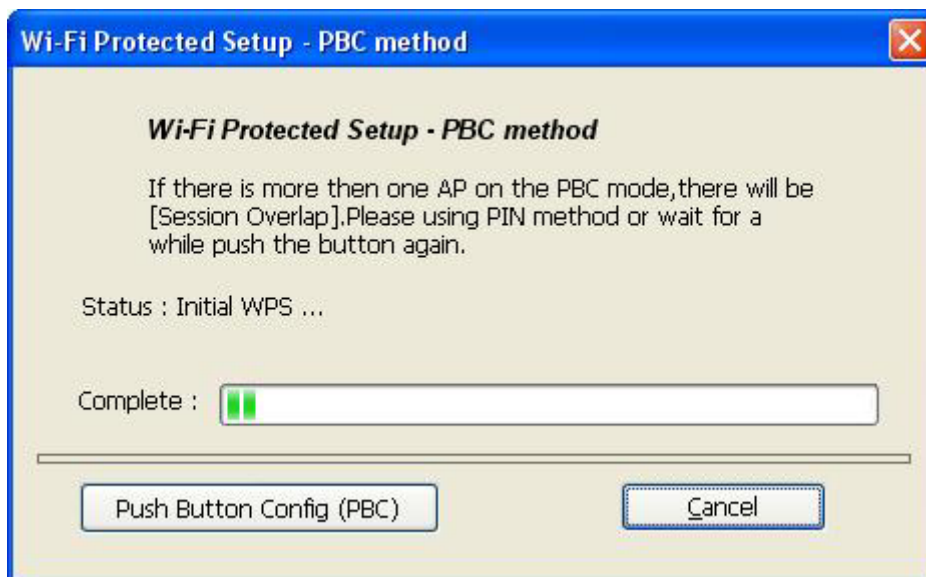 Wi-Fi Protected Setup - PBC method
Wi-Fi Protected Setup - PBC method
If there is more then one AP on the PBC mode,there will be
[Session Overlap].Please using PIN method or wait for a
while push the button again.
Status : Initial WPS ...
Complete :
Push Button Config (PBC)
Cancel